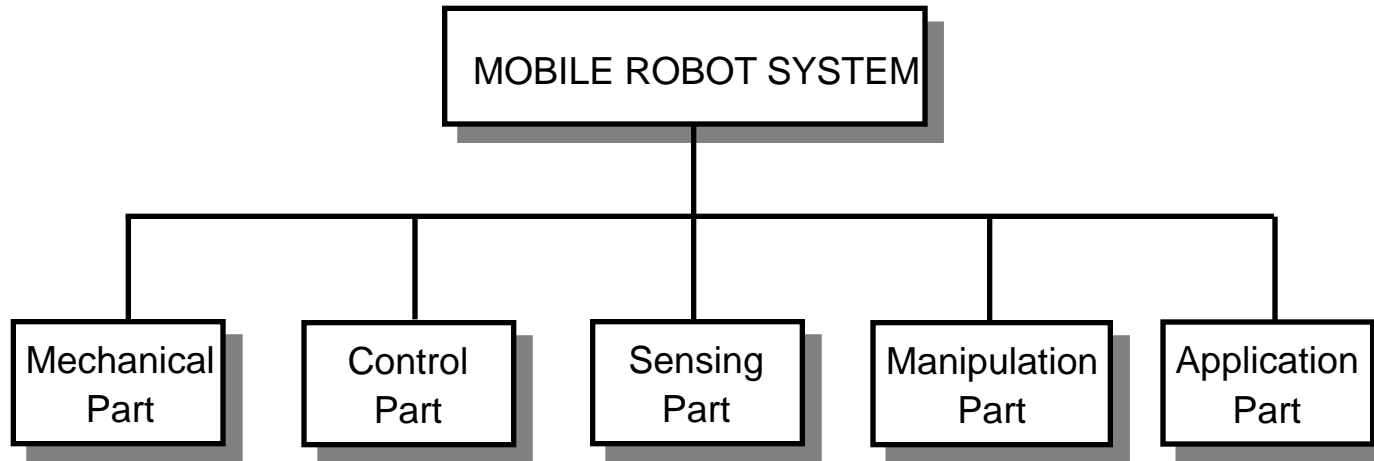 MOBILE ROBOT SYSTEM
Mechanical
Part
Control
Part
Sensing
Part
Manipulation
Part
Application
Part